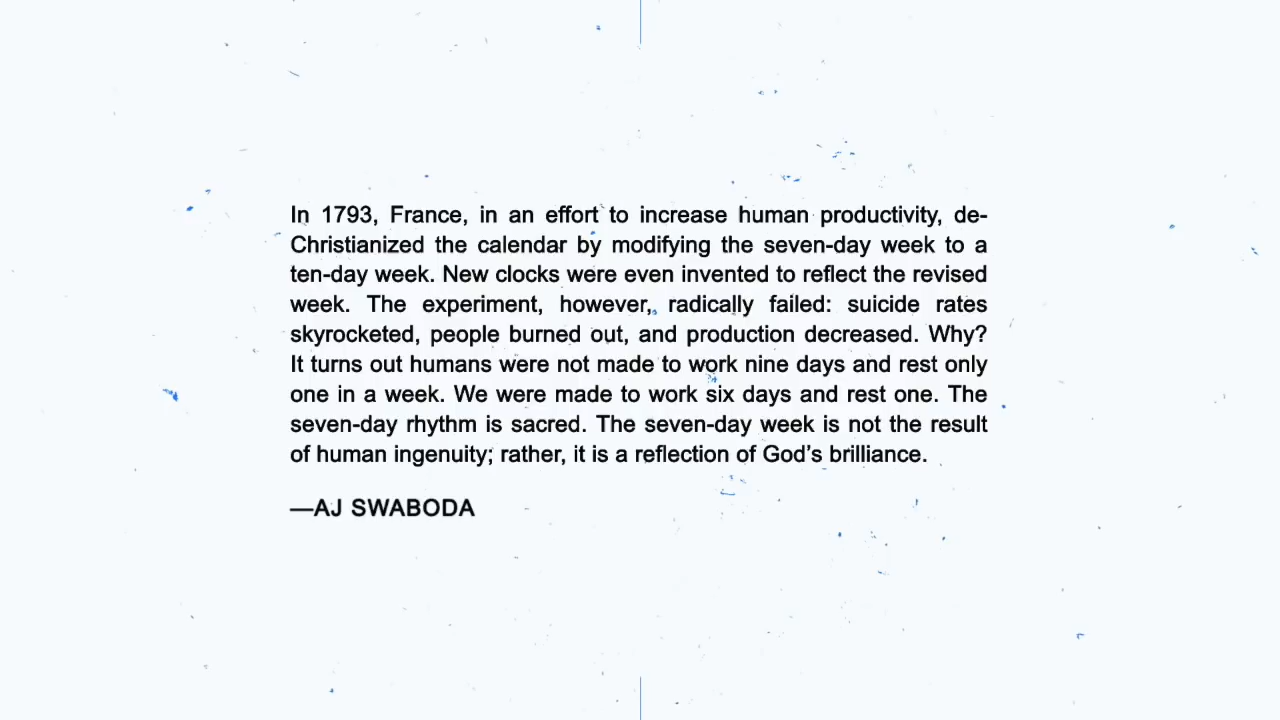 In 1793, France, in an effort to increase human productivity, de-
Christianized the calendar by modifying the seven-day week to a
ten-day week. New clocks were even invented to reflect the revised
week. The experiment, however, radically failed: suicide rates
skyrocketed, people burned out, and production decreased. Why?
It turns out humans were not made to work nine days and rest only
one in a week. We were made to work six days and rest one. The
seven-day rhythm is sacred. The seven-day week is not the result
of human ingenuity; rather, it is a reflection of God’s brilliance.
—AJ SWABODA